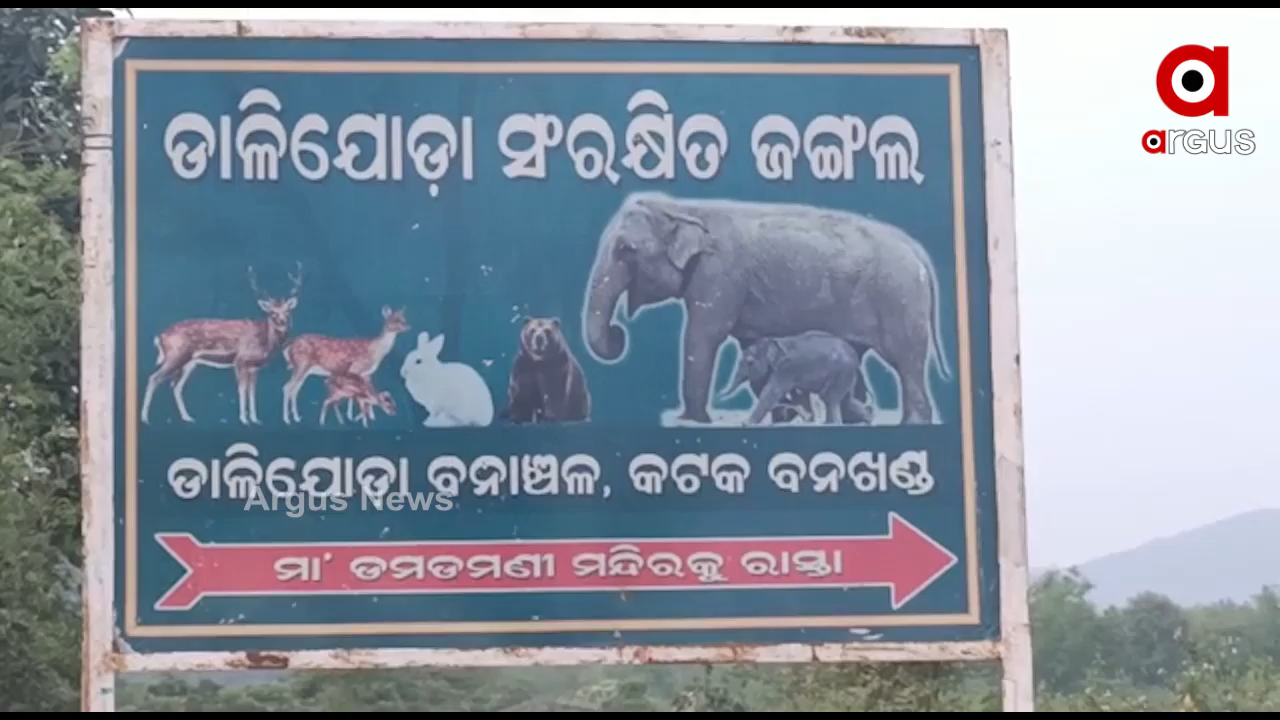 ଡାଳିଯୋଡ଼ା ସଂରକ୍ଷିତ ଜଙ୍ଗଲ
argus
ଡାଳିଯୋଡ଼ା ବନାଞ୍ଚଳ, କଟକ ବନଖଣ୍ଡ
Argus News
ମା' ଡମଡମଣୀ ମନ୍ଦିରକୁ ରାସ୍ତା